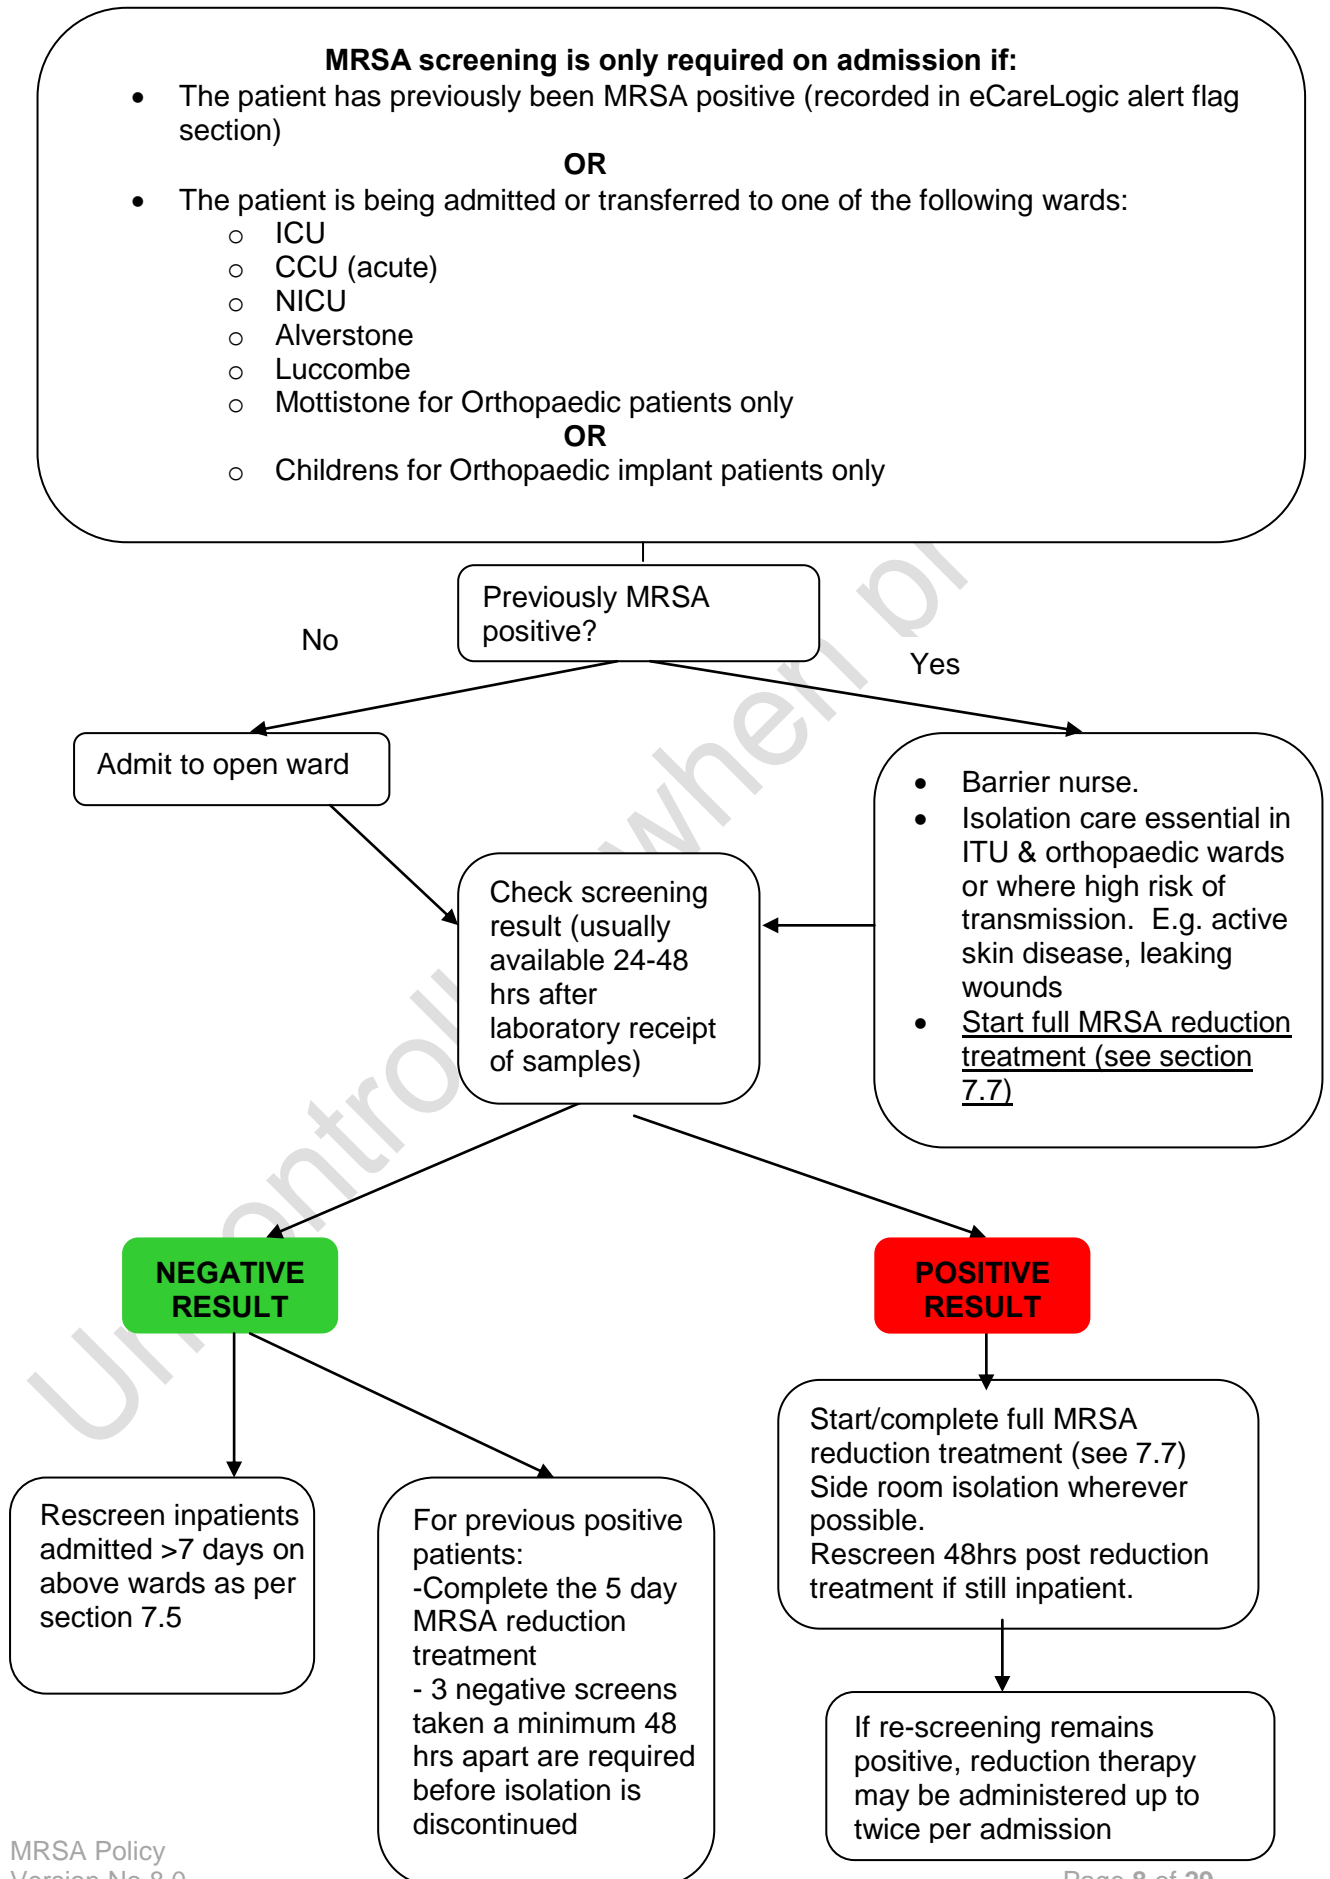 MRSA screening is only required on admission if:
• The patient has previously been MRSA positive (recorded in eCareLogic alert flag
section)
OR
• The patient is being admitted or transferred to one of the following wards:
o ICU
o CCU (acute)
o NICU
o Alverstone
o Luccombe
o Mottistone for Orthopaedic patients only
OR
o Childrens for Orthopaedic implant patients only
Previously MRSA
positive?
No
Yes
Admit to open ward
• Barrier nurse.
• Isolation care essential in
ITU & orthopaedic wards
or where high risk of
transmission. E.g. active
skin disease, leaking
wounds
• Start full MRSA reduction
treatment (see section
7.7)
Check screening
result (usually
available 24-48
hrs after
laboratory receipt
of samples)
NEGATIVE
RESULT
POSITIVE
RESULT
Rescreen inpatients
admitted >7 days on
above wards as per
section 7.5
For previous positive
patients:
-Complete the 5 day
MRSA reduction
treatment
- 3 negative screens
taken a minimum 48
hrs apart are required
before isolation is
discontinued
Start/complete full MRSA
reduction treatment (see 7.7)
Side room isolation wherever
possible.
Rescreen 48hrs post reduction
treatment if still inpatient.
If re-screening remains
positive, reduction therapy
may be administered up to
twice per admission
MRSA Policy
Version No 8.0
Page 8 of 29
when